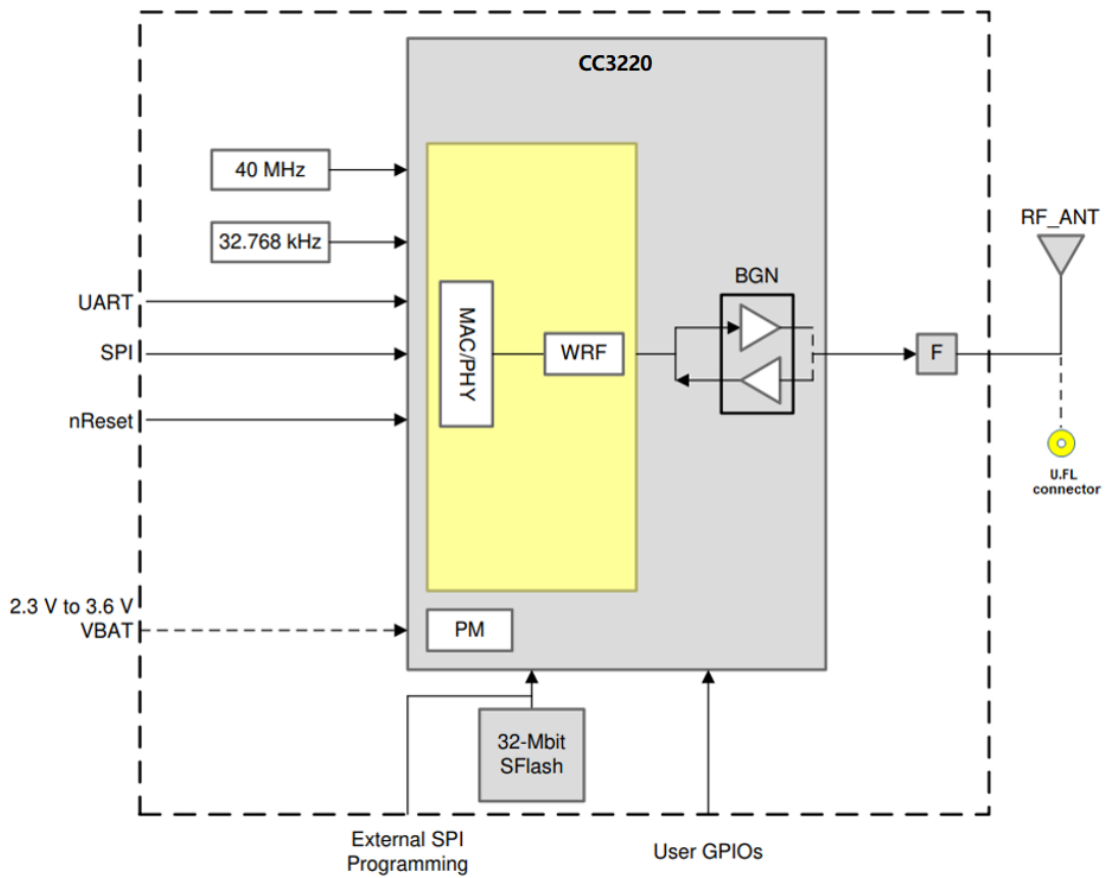 CC3220
40 MHz
32.768 kHz
RF_ANT
BGN
UART
SPI
nReset
MAC/PHY
WRF
F
U.FL
connector
2.3 V to 3.6 V
VBAT
PM
32-Mbit
SFlash
External SPI
Programming
User GPIOs